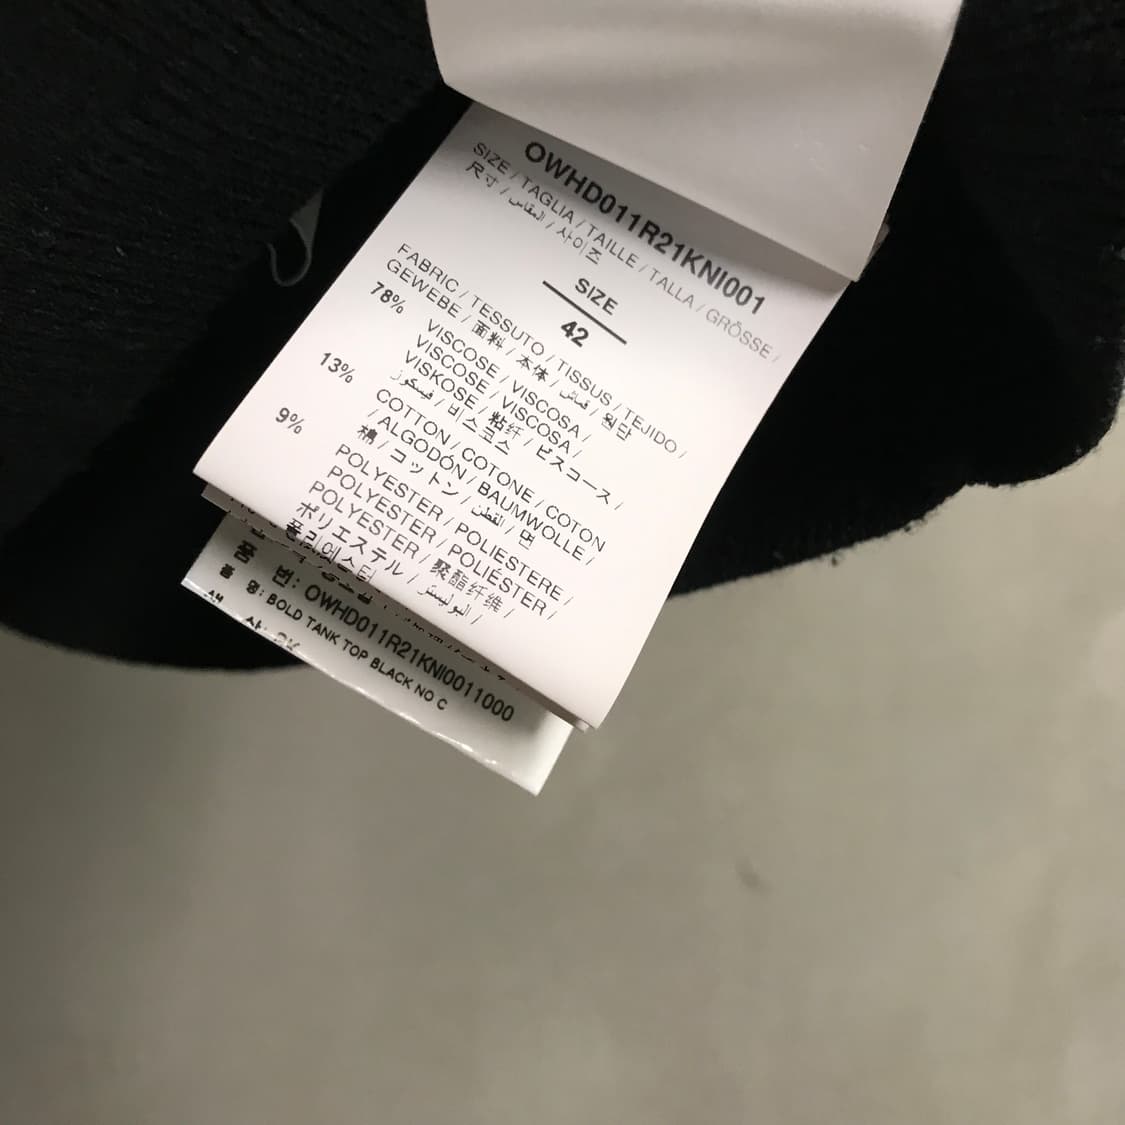 OWHD011R21KNI001
SIZE / TAGLIA / TAILLE / TALLA / GRÖSSE /
尺寸 / المقاس / 사이즈
SIZE
42
FABRIC / TESSUTO / TISSUS / TEJIDO /
GEWEBE / 面料 / 本体 / قماش / 원단
78% VISCOSE / VISCOSA /
VISCOSE / VISCOSA /
VISKOSE / 粘纤 / ビスコース /
فيسكوز / 비스코스
13% COTTON / COTONE / COTON
/ ALGODÓN / BAUMWOLLE /
棉 / コットン / القطن / 면
9% POLYESTER / POLIESTERE /
POLYESTER / POLIÉSTER /
POLYESTER / 聚酯纤维 /
ポリエステル / البوليستر /
폴리에스터
품 번: OWHD011R21KNI0011000
품 명: BOLD TANK TOP BLACK NO C